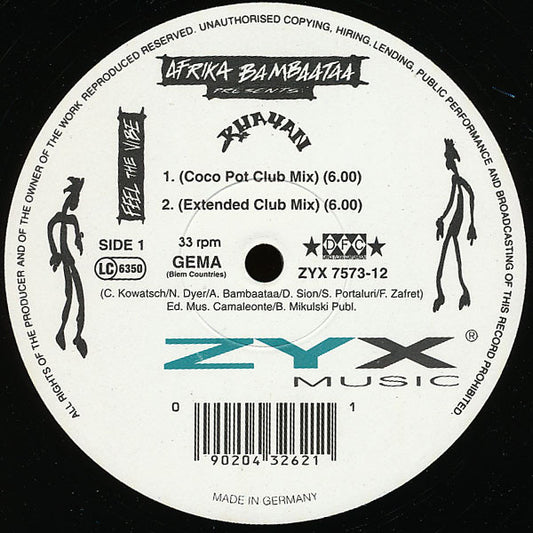 ALL RIGHTS OF THE PRODUCER AND OF THE OWNER OF THE WORK REPRODUCED RESERVED. UNAUTHORISED COPYING, HIRING, LENDING, PUBLIC PERFORMANCE AND BROADCASTING OF THIS RECORD PROHIBITED.
AFRIKA BAMBAATAA
PRESENTS:
KHAYAN
FEEL THE VIBE
1. (Coco Pot Club Mix) (6.00)
2. (Extended Club Mix) (6.00)
SIDE 1
33 rpm
LC 6350
GEMA
(Biem Countries)
DFC
ZYX 7573-12
(C. Kowatsch/N. Dyer/A. Bambaataa/D. Sion/S. Portaluri/F. Zafret)
Ed. Mus. Camaleonte/B. Mikulski Publ.
ZYX ®
MUSIC
0 90204 32621 1
MADE IN GERMANY